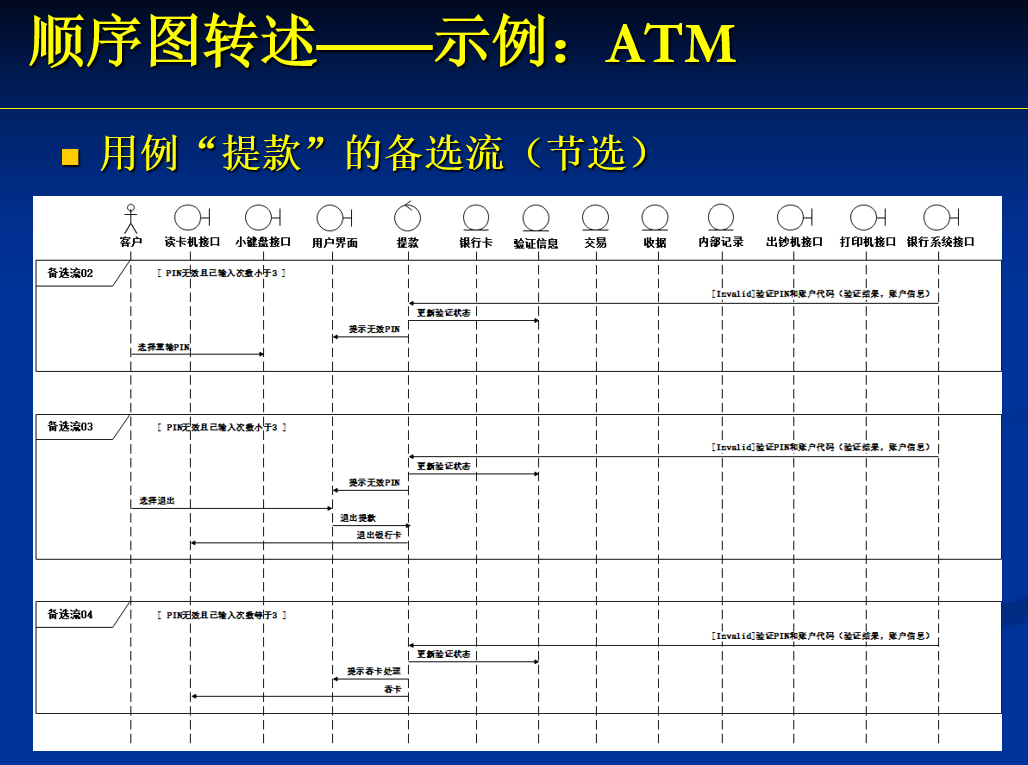 顺序图转述——示例：ATM
用例“提款”的备选流（节选）
客户 读卡机接口 小键盘接口 用户界面 提款 银行卡 验证信息 交易 收据 内部记录 出钞机接口 打印机接口 银行系统接口
备选流02 [ PIN无效且已输入次数小于3 ]
[Invalid]验证PIN和账户代码（验证结果，账户信息）
更新验证状态
提示无效PIN
选择重输PIN
备选流03 [ PIN无效且已输入次数小于3 ]
[Invalid]验证PIN和账户代码（验证结果，账户信息）
更新验证状态
提示无效PIN
选择退出
退出提款
退出银行卡
备选流04 [ PIN无效且已输入次数等于3 ]
[Invalid]验证PIN和账户代码（验证结果，账户信息）
更新验证状态
提示吞卡处理
吞卡